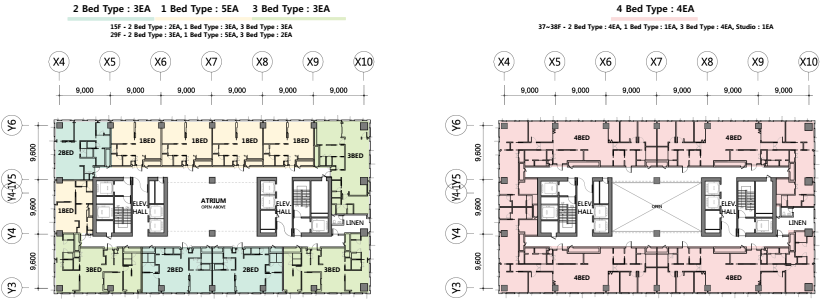 2 Bed Type : 3EA 1 Bed Type : 5EA 3 Bed Type : 3EA
15F - 2 Bed Type : 2EA, 1 Bed Type : 3EA, 3 Bed Type : 3EA
29F - 2 Bed Type : 3EA, 1 Bed Type : 5EA, 3 Bed Type : 2EA
X4 X5 X6 X7 X8 X9 X10
9,000 9,000 9,000 9,000 9,000 9,000
Y6
9,600
Y5
Y4-1
9,600
Y4
9,600
Y3
2BED
1BED
1BED
1BED
1BED
3BED
1BED
ELEV. HALL
ATRIUM
OPEN ABOVE
ELEV. HALL
LINEN
3BED
2BED
2BED
3BED
4 Bed Type : 4EA
37~38F - 2 Bed Type : 4EA, 1 Bed Type : 1EA, 3 Bed Type : 4EA, Studio : 1EA
X4 X5 X6 X7 X8 X9 X10
9,000 9,000 9,000 9,000 9,000 9,000
Y6
9,600
Y5
Y4-1
9,600
Y4
9,600
Y3
4BED
4BED
ELEV. HALL
OPEN
ELEV. HALL
LINEN
4BED
4BED